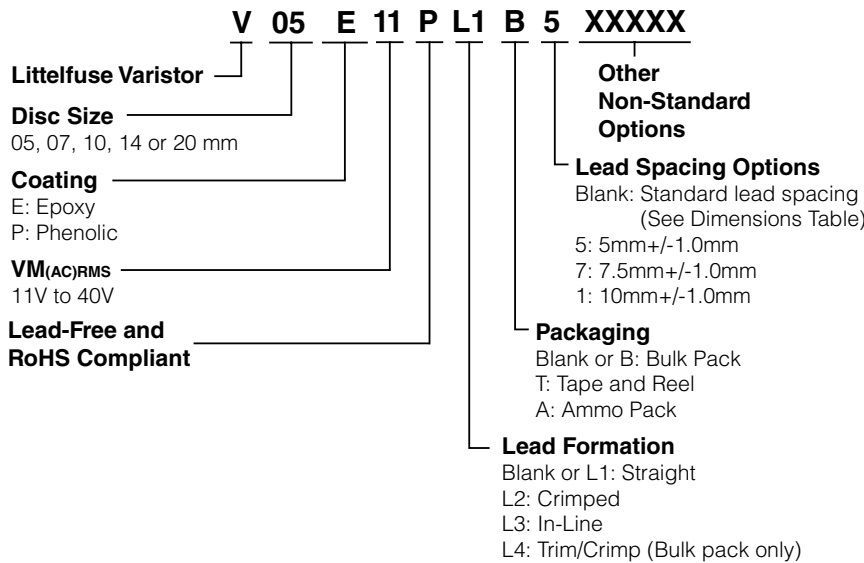 V 05 E 11 P L1 B 5 XXXXX
Littelfuse Varistor
Disc Size
05, 07, 10, 14 or 20 mm
Coating
E: Epoxy
P: Phenolic
VM(AC)RMS
11V to 40V
Lead-Free and
RoHS Compliant
Other
Non-Standard
Options
Lead Spacing Options
Blank: Standard lead spacing
(See Dimensions Table)
5: 5mm+/-1.0mm
7: 7.5mm+/-1.0mm
1: 10mm+/-1.0mm
Packaging
Blank or B: Bulk Pack
T: Tape and Reel
A: Ammo Pack
Lead Formation
Blank or L1: Straight
L2: Crimped
L3: In-Line
L4: Trim/Crimp (Bulk pack only)